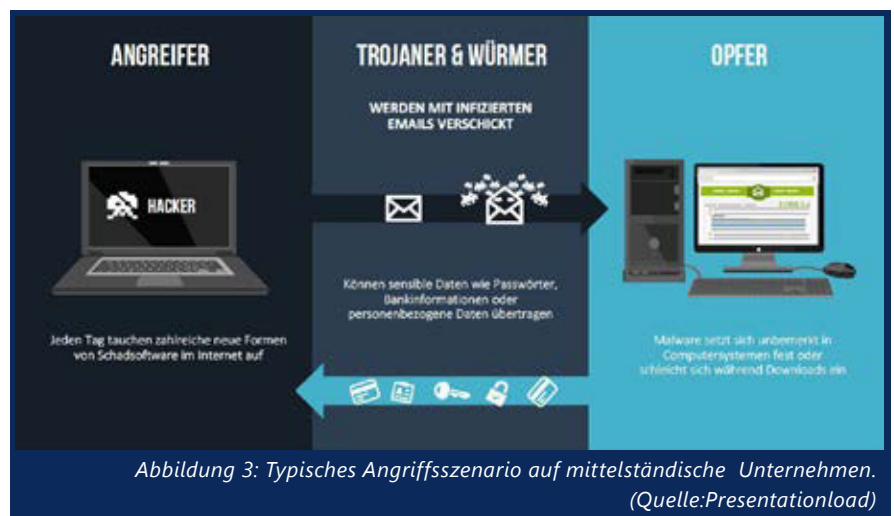 ANGREIFER
HACKER
Jeden Tag tauchen zahlreiche neue Formen
von Schadsoftware im Internet auf
TROJANER & WÜRMER
WERDEN MIT INFIZIERTEN
EMAILS VERSCHICKT
Können sensible Daten wie Passwörter,
Bankinformationen oder
personenbezogene Daten übertragen
OPFER
Malware setzt sich unbemerkt in
Computersystemen fest oder
schleicht sich während Downloads ein
Abbildung 3: Typisches Angriffsszenario auf mittelständische Unternehmen.
(Quelle:Presentationload)